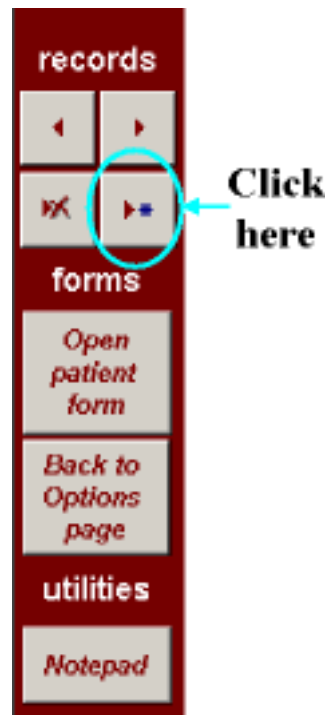 records
Click
here
forms
Open
patient
form
Back to
Options
page
utilities
Notepad